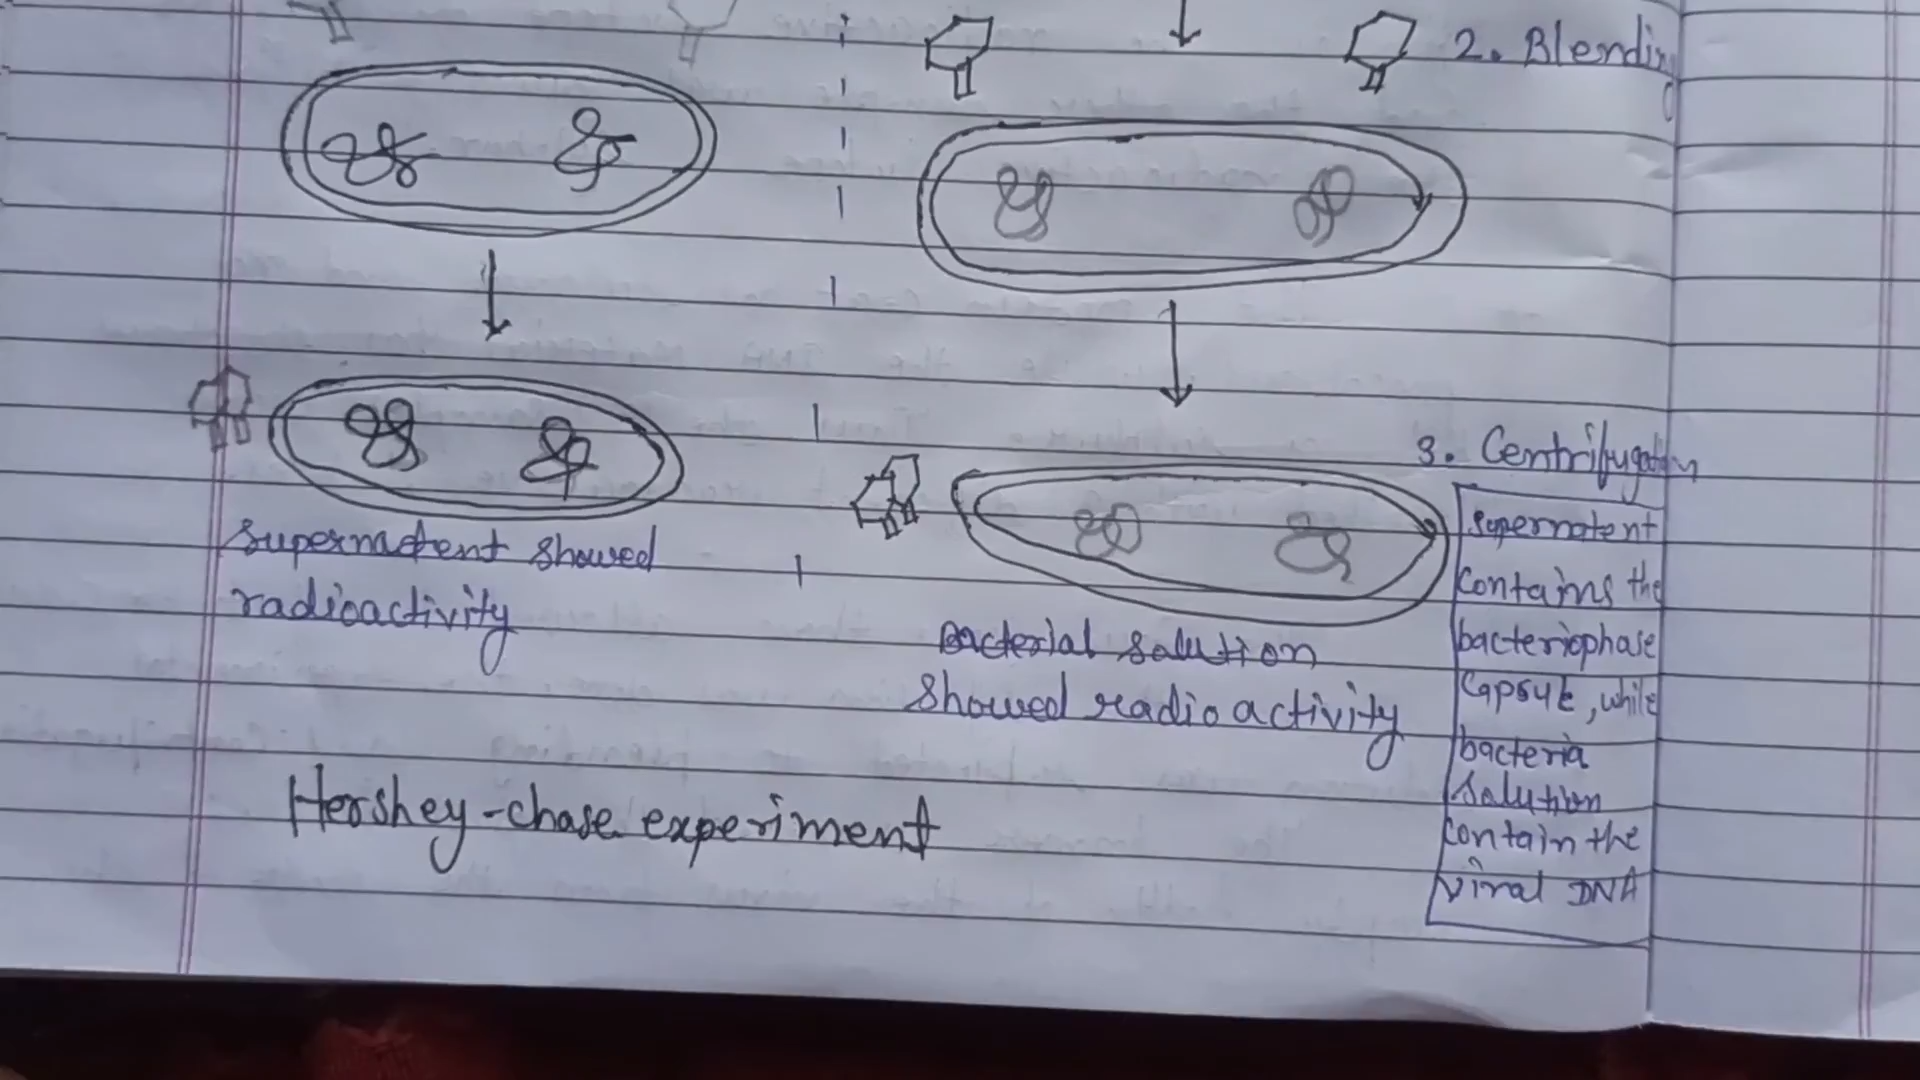 2. Blending
3. Centrifugation
supernatent showed
radioactivity
Bacterial solution
showed radioactivity
supernatent
contains the
bacteriophase
capsule, while
bacteria
solution
contain the
viral DNA
Hershey-chase experiment